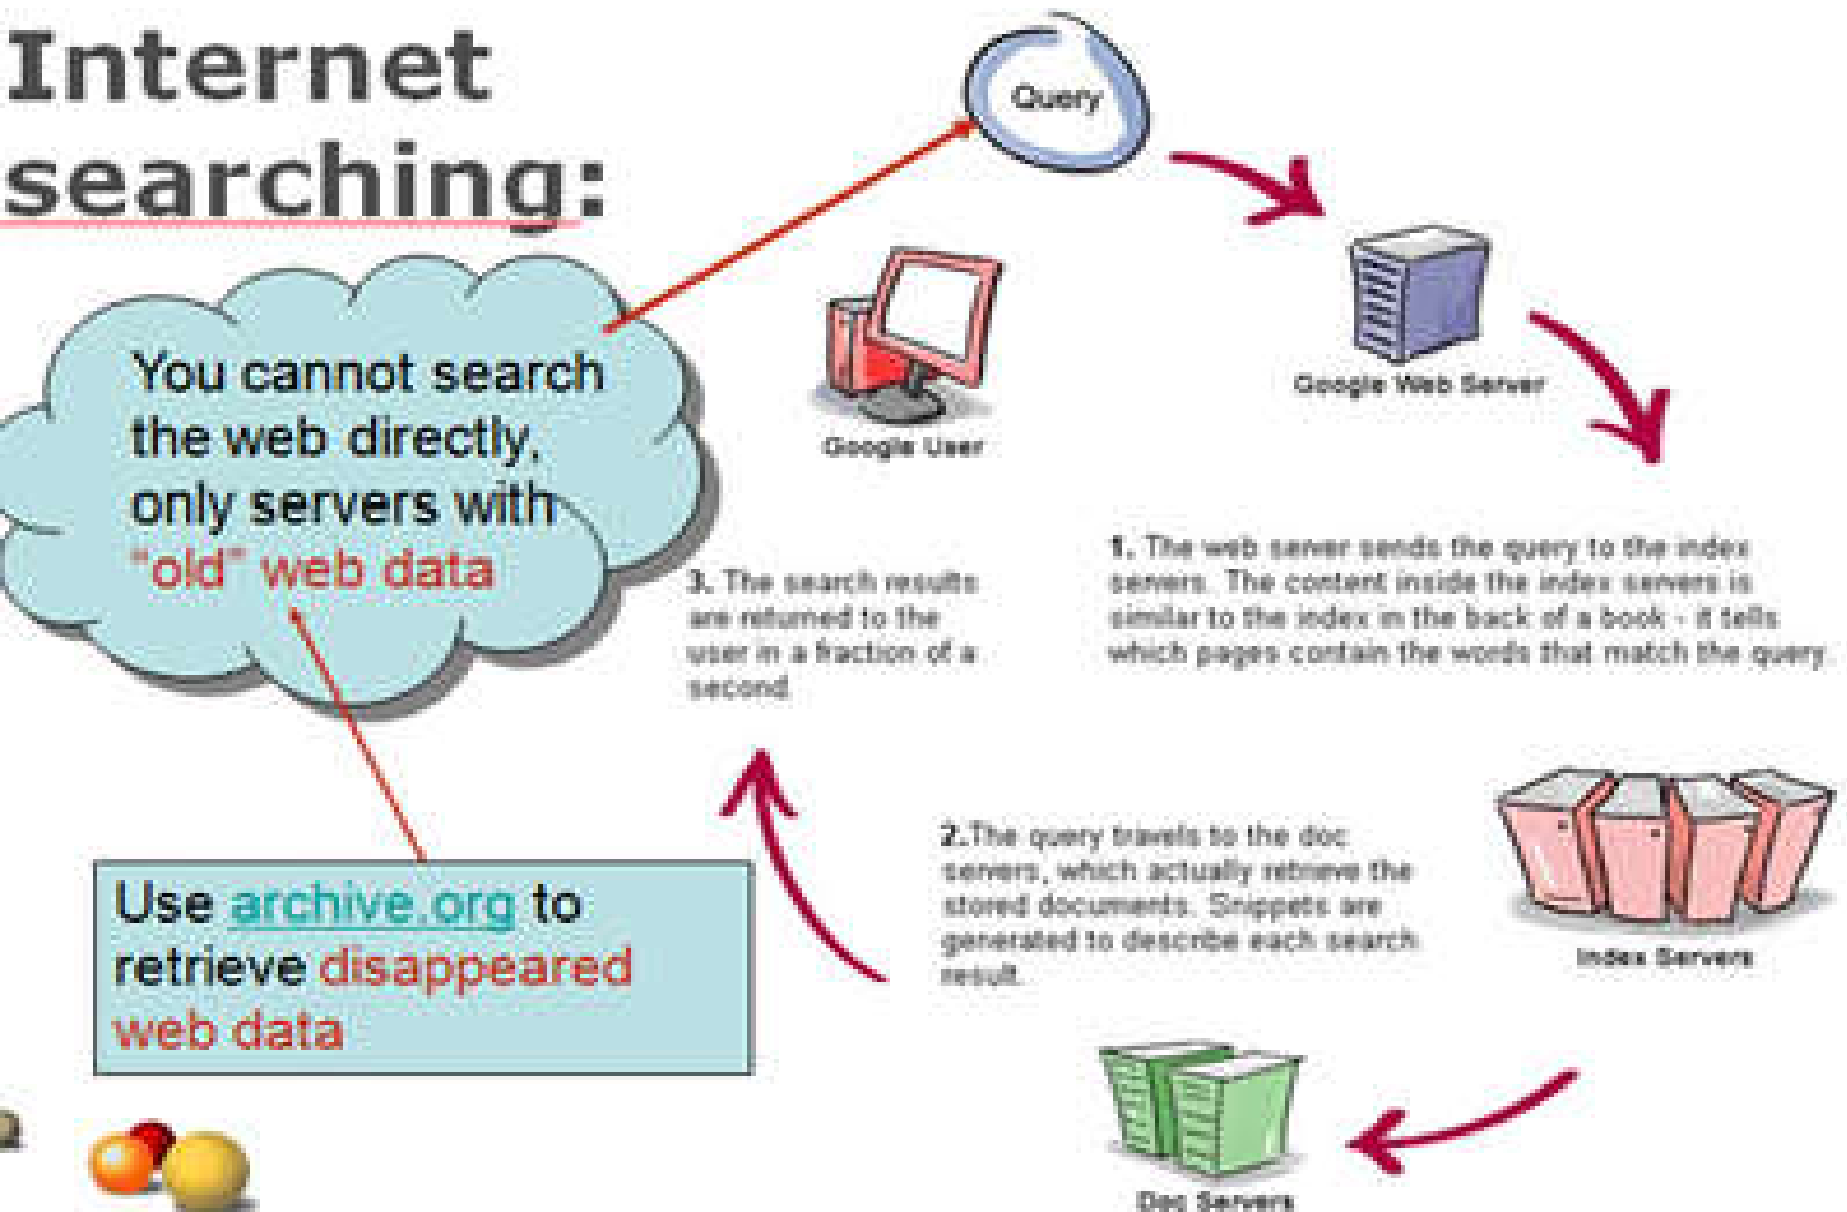 Internet
searching:
Query
You cannot search
the web directly,
only servers with
"old" web data
Google User
Google Web Server
1. The web server sends the query to the index
servers. The content inside the index servers is
similar to the index in the back of a book - it tells
which pages contain the words that match the query.
3. The search results
are returned to the
user in a fraction of a
second.
Index Servers
2.The query travels to the doc
servers, which actually retrieve the
stored documents. Snippets are
generated to describe each search
result.
Use archive.org to
retrieve disappeared
web data
Doc Servers